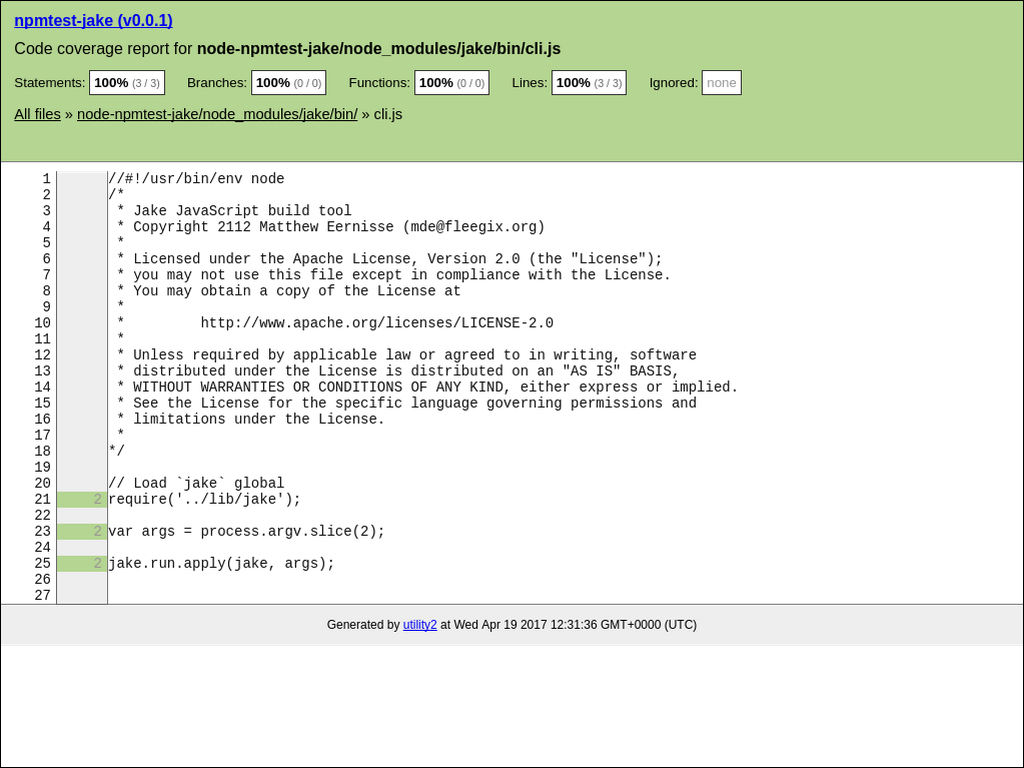 npmtest-jake (v0.0.1)
Code coverage report for node-npmtest-jake/node_modules/jake/bin/cli.js
Statements: 100% (3 / 3) Branches: 100% (0 / 0) Functions: 100% (0 / 0) Lines: 100% (3 / 3) Ignored: none
All files » node-npmtest-jake/node_modules/jake/bin/ » cli.js
1 //#!/usr/bin/env node
2 /*
3 * Jake JavaScript build tool
4 * Copyright 2112 Matthew Eernisse (mde@fleegix.org)
5 *
6 * Licensed under the Apache License, Version 2.0 (the "License");
7 * you may not use this file except in compliance with the License.
8 * You may obtain a copy of the License at
9 *
10 * http://www.apache.org/licenses/LICENSE-2.0
11 *
12 * Unless required by applicable law or agreed to in writing, software
13 * distributed under the License is distributed on an "AS IS" BASIS,
14 * WITHOUT WARRANTIES OR CONDITIONS OF ANY KIND, either express or implied.
15 * See the License for the specific language governing permissions and
16 * limitations under the License.
17 *
18 */
19
20 // Load `jake` global
21 2 require('../lib/jake');
22
23 2 var args = process.argv.slice(2);
24
25 2 jake.run.apply(jake, args);
26
27
Generated by utility2 at Wed Apr 19 2017 12:31:36 GMT+0000 (UTC)